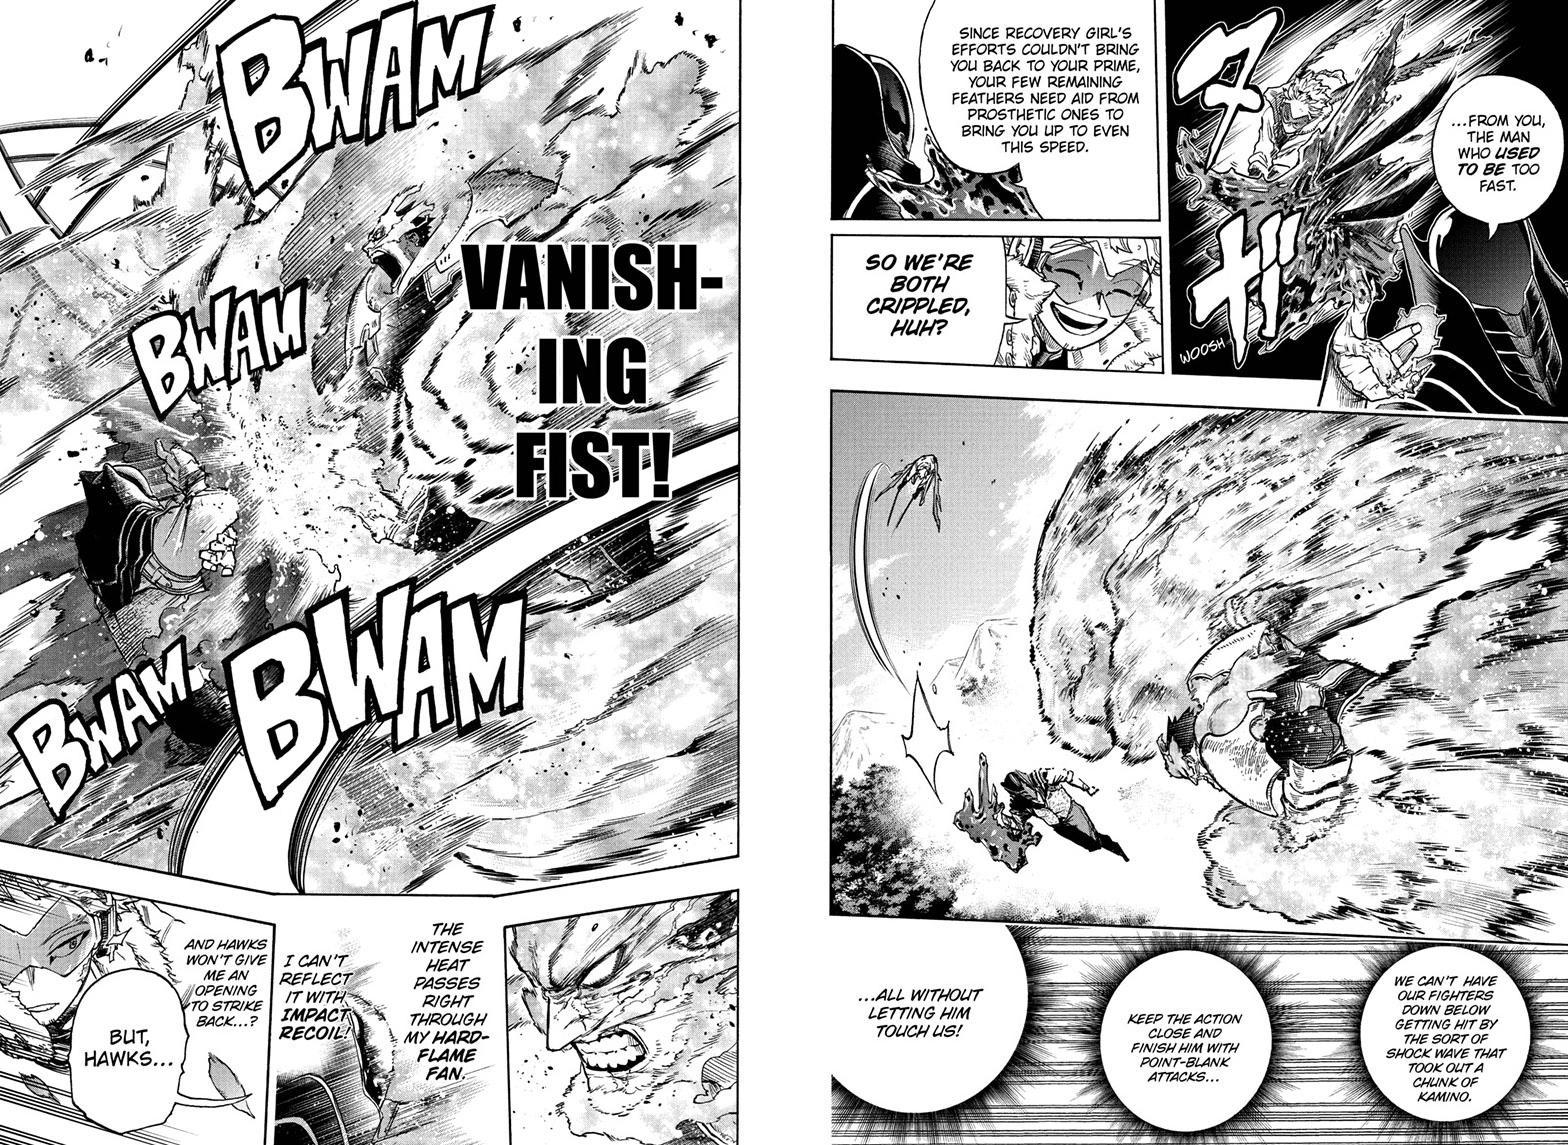 ...FROM YOU,
THE MAN
WHO USED
TO BE TOO
FAST.
WOOSH
SINCE RECOVERY GIRL'S
EFFORTS COULDN'T BRING
YOU BACK TO YOUR PRIME,
YOUR FEW REMAINING
FEATHERS NEED AID FROM
PROSTHETIC ONES TO
BRING YOU UP TO EVEN
THIS SPEED.
SO WE'RE
BOTH
CRIPPLED,
HUH?
WE CAN'T HAVE
OUR FIGHTERS
DOWN BELOW
GETTING HIT BY
THE SORT OF
SHOCK WAVE THAT
TOOK OUT A
CHUNK OF
KAMINO.
KEEP THE ACTION
CLOSE AND
FINISH HIM WITH
POINT-BLANK
ATTACKS...
...ALL WITHOUT
LETTING HIM
TOUCH US!
BWAM
VANISH-
ING
FIST!
BWAM
BWAM
BWAM
THE
INTENSE
HEAT
PASSES
RIGHT
THROUGH
MY HARD-
FLAME
FAN.
I CAN'T
REFLECT
IT WITH
IMPACT
RECOIL!
AND HAWKS
WON'T GIVE
ME AN
OPENING
TO STRIKE
BACK...?
BUT,
HAWKS...